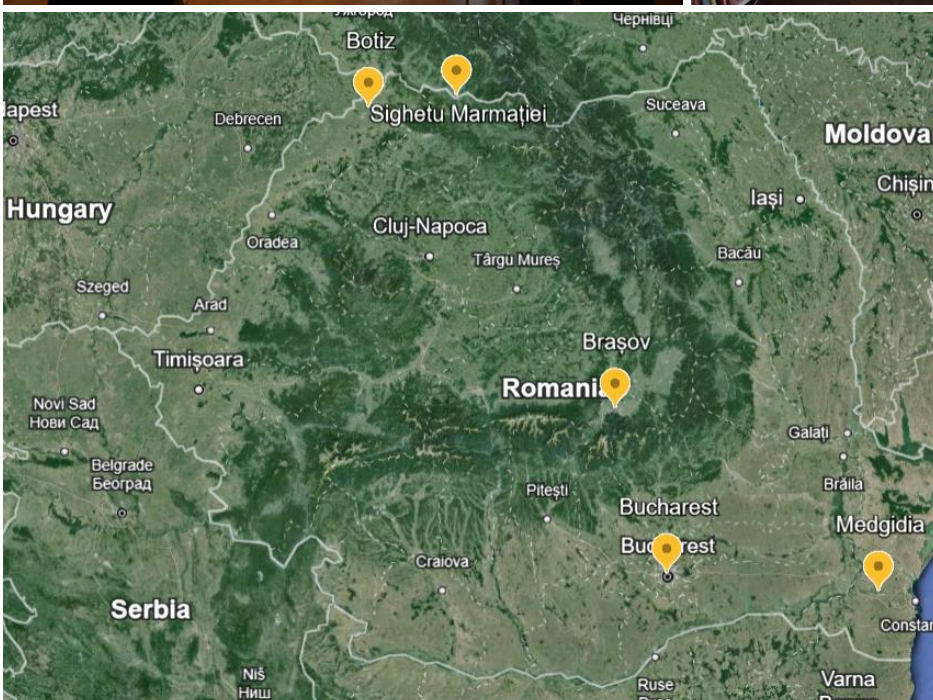 Ужгород
Чернівці
Botiz
apest
Debrecen
Sighetu Marmației
Suceava
Moldova
Iași
Chișin
Hungary
Cluj-Napoca
Oradea
Târgu Mureș
Bacău
Szeged
Arad
Brașov
Timișoara
Romania
Novi Sad
Нови Сад
Galați
Belgrade
Београд
Brăila
Pitești
Bucharest
Medgidia
Bucharest
Craiova
Serbia
Constan
Niš
Ниш
Ruse
Varna